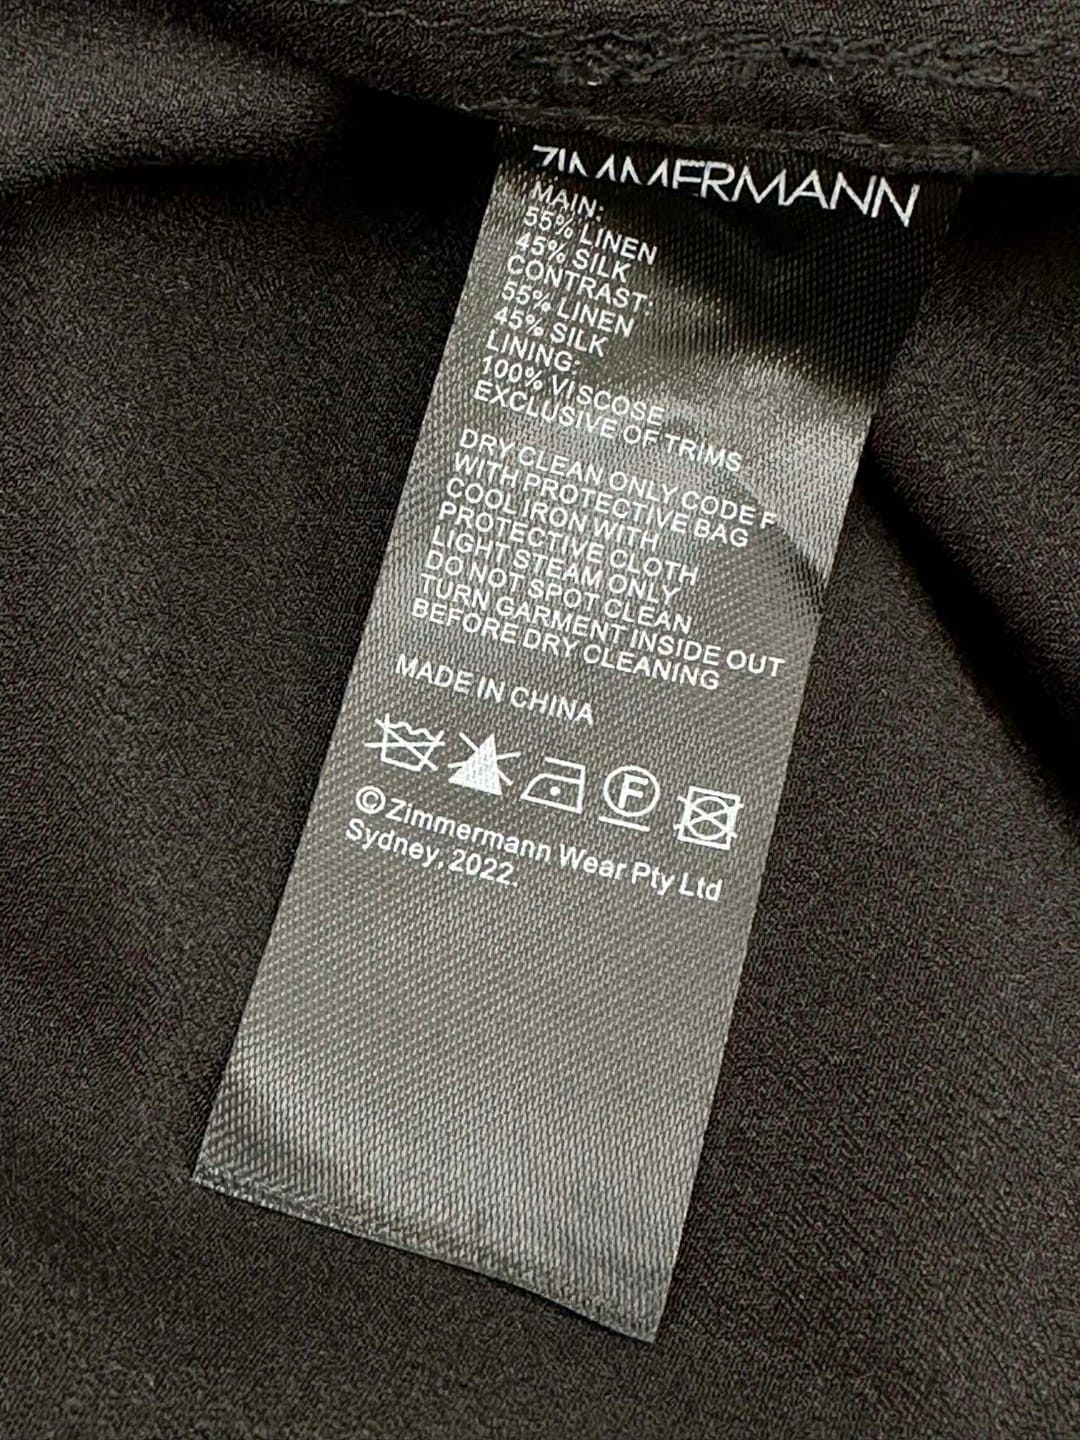 ZIMMERMANN
MAIN:
55% LINEN
45% SILK
CONTRAST:
55% LINEN
45% SILK
LINING:
100% VISCOSE
EXCLUSIVE OF TRIMS
DRY CLEAN ONLY CODE F
WITH PROTECTIVE BAG
COOL IRON WITH
PROTECTIVE CLOTH
LIGHT STEAM ONLY
DO NOT SPOT CLEAN
TURN GARMENT INSIDE OUT
BEFORE DRY CLEANING
MADE IN CHINA
F
© Zimmermann Wear Pty Ltd
Sydney, 2022.